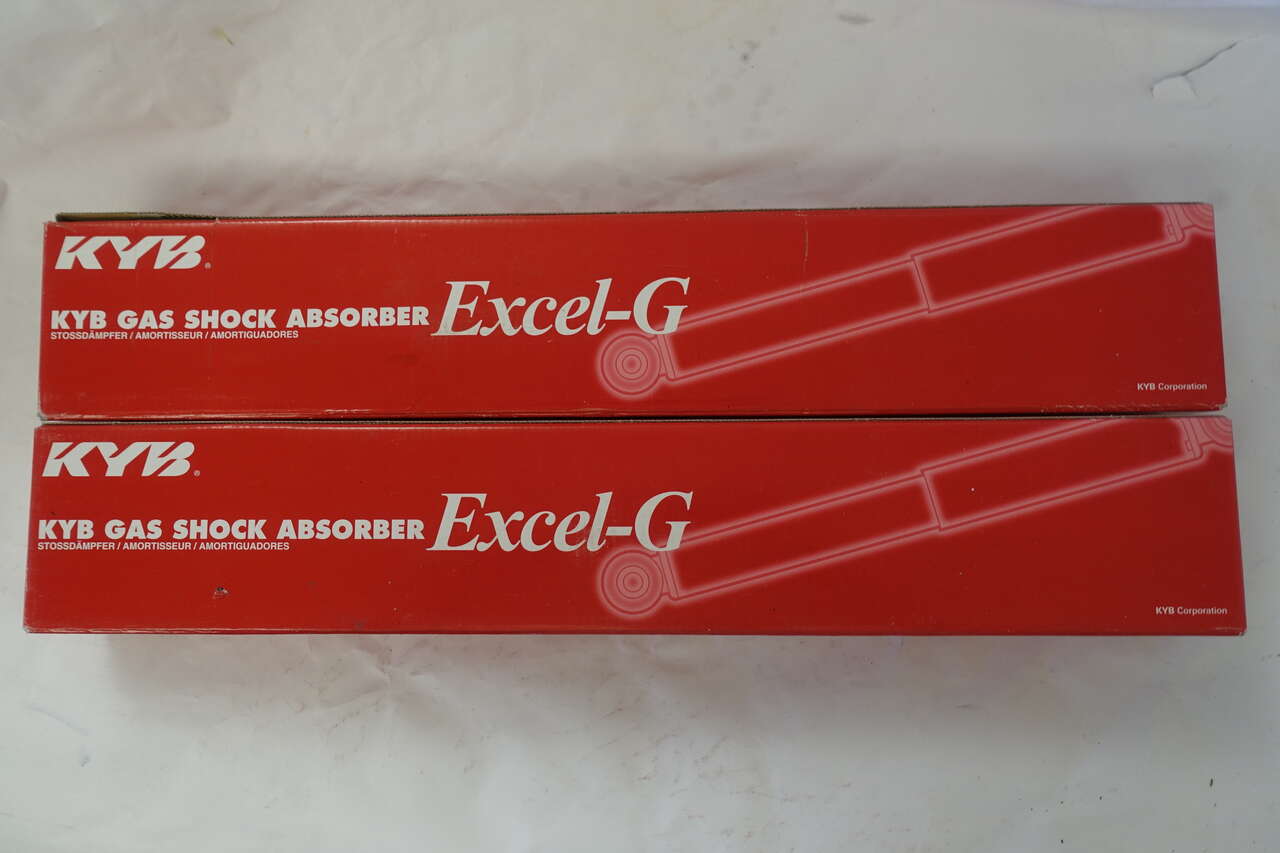 KYB®
KYB GAS SHOCK ABSORBER Excel-G
STOSSDÄMPFER / AMORTISSEUR / AMORTIGUADORES
KYB Corporation
KYB®
KYB GAS SHOCK ABSORBER Excel-G
STOSSDÄMPFER / AMORTISSEUR / AMORTIGUADORES
KYB Corporation